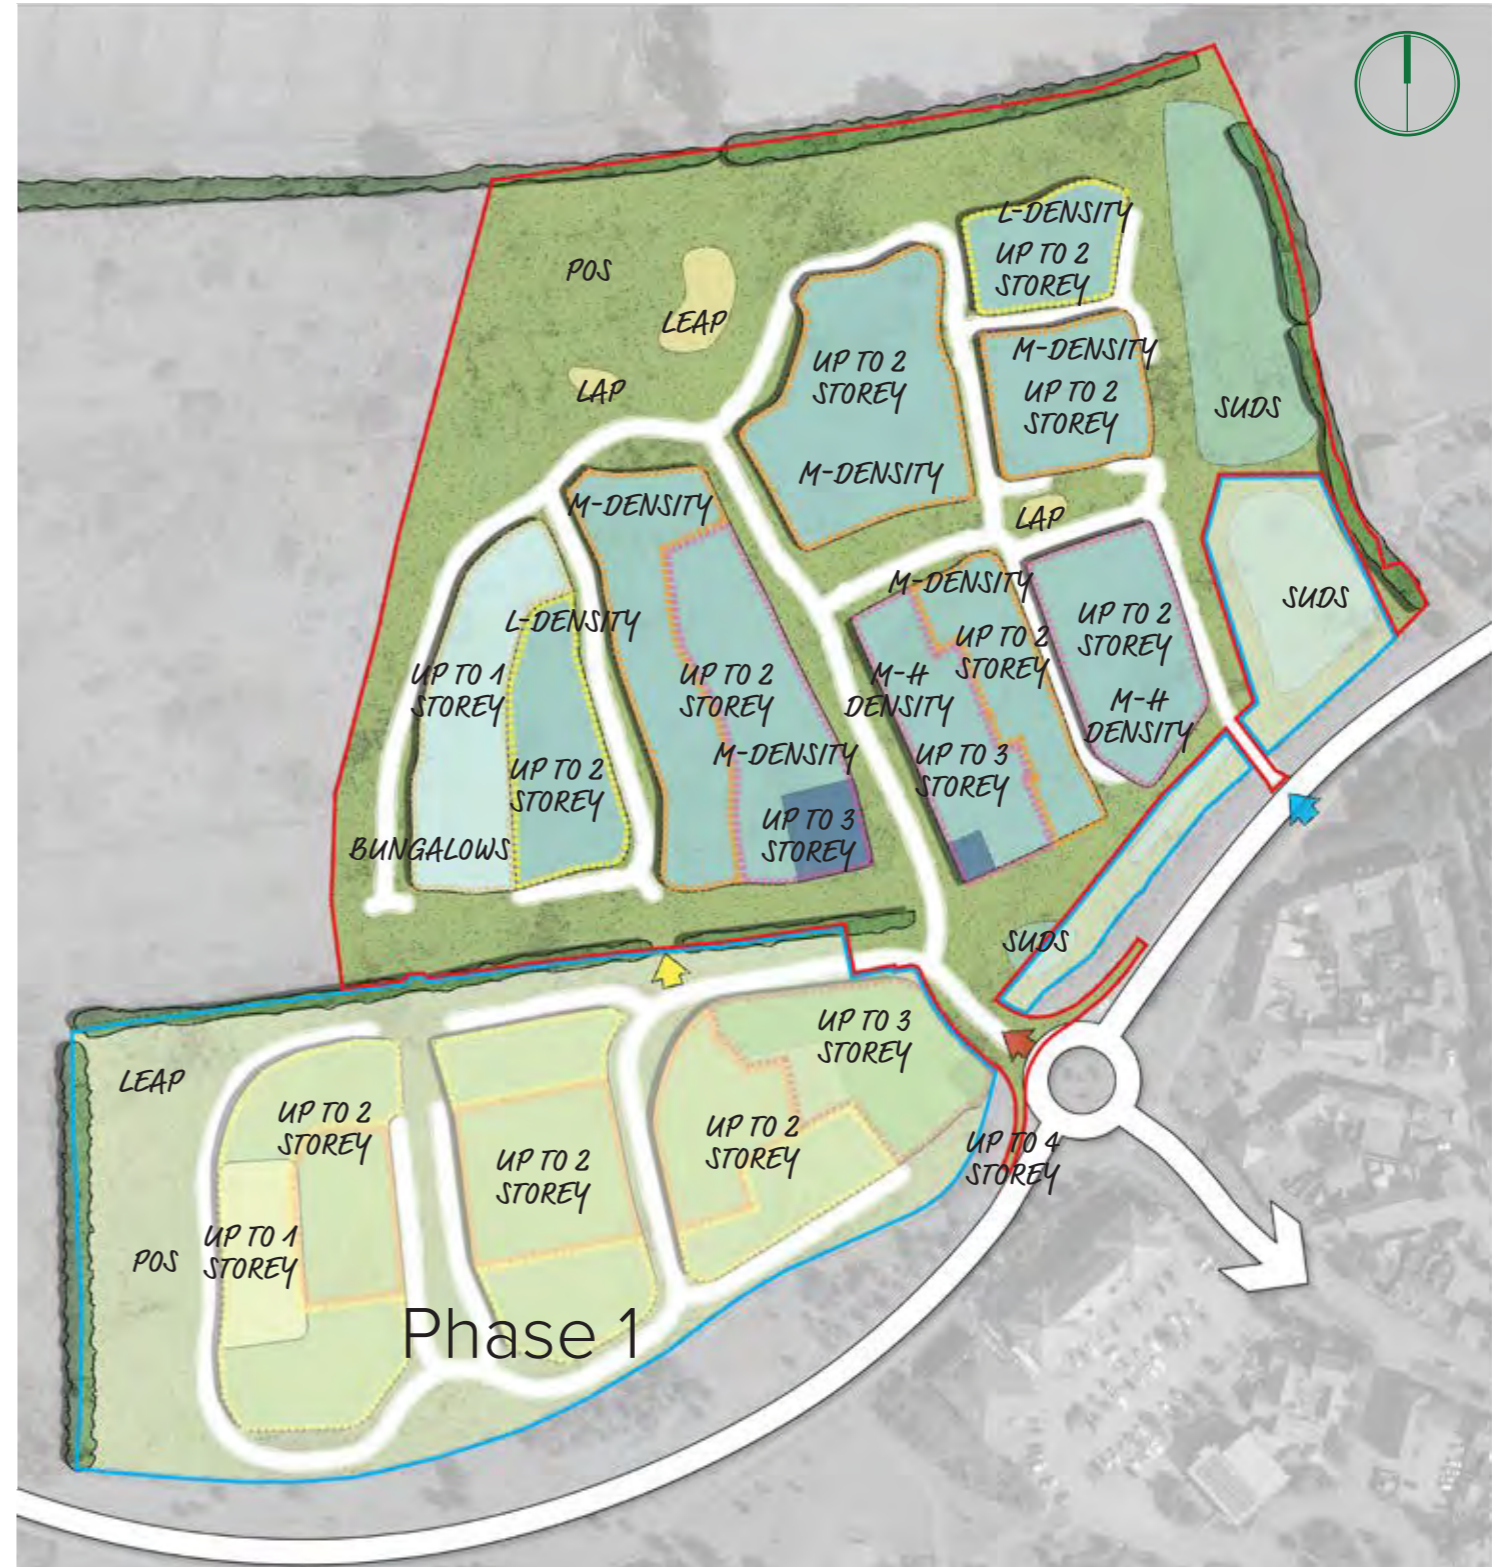 L-DENSITY
UP TO 2
STOREY
POS
LEAP
LAP
UP TO 2
STOREY
M-DENSITY
M-DENSITY
UP TO 2
STOREY
SUDS
M-DENSITY
LAP
SUDS
L-DENSITY
UP TO 1
STOREY
UP TO 2
STOREY
BUNGALOWS
UP TO 2
STOREY
M-DENSITY
UP TO 3
STOREY
M-DENSITY
UP TO 2
STOREY
M-H
DENSITY
UP TO 3
STOREY
UP TO 2
STOREY
M-H
DENSITY
SUDS
LEAP
UP TO 2
STOREY
UP TO 1
STOREY
POS
UP TO 2
STOREY
UP TO 2
STOREY
UP TO 3
STOREY
UP TO 4
STOREY
Phase 1